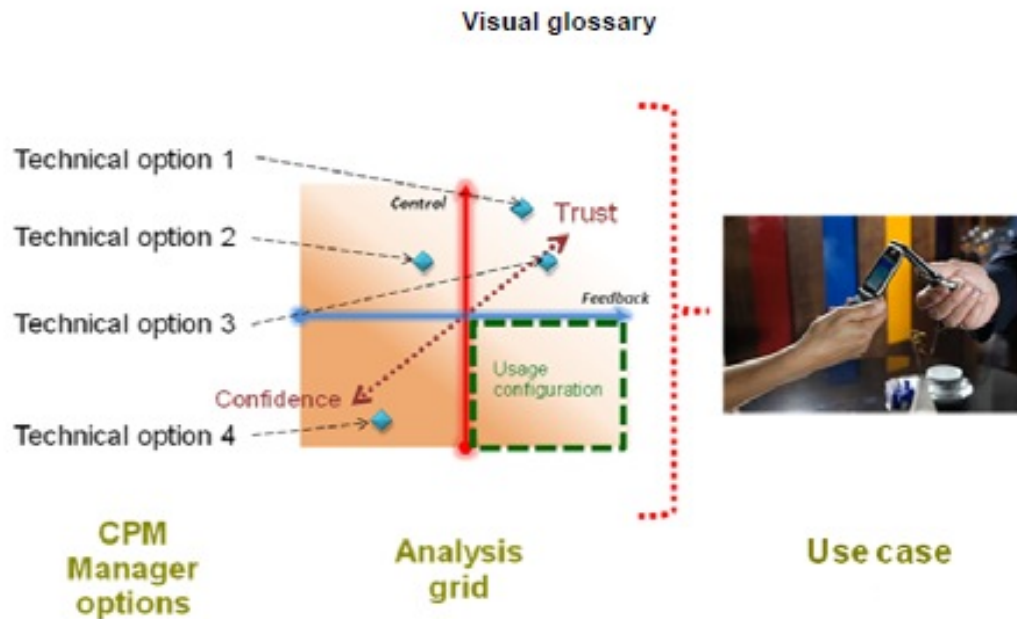 Visual glossary
Technical option 1
Technical option 2
Technical option 3
Technical option 4
Control
Trust
Feedback
Usage
configuration
Confidence
CPM
Manager
options
Analysis
grid
Use case